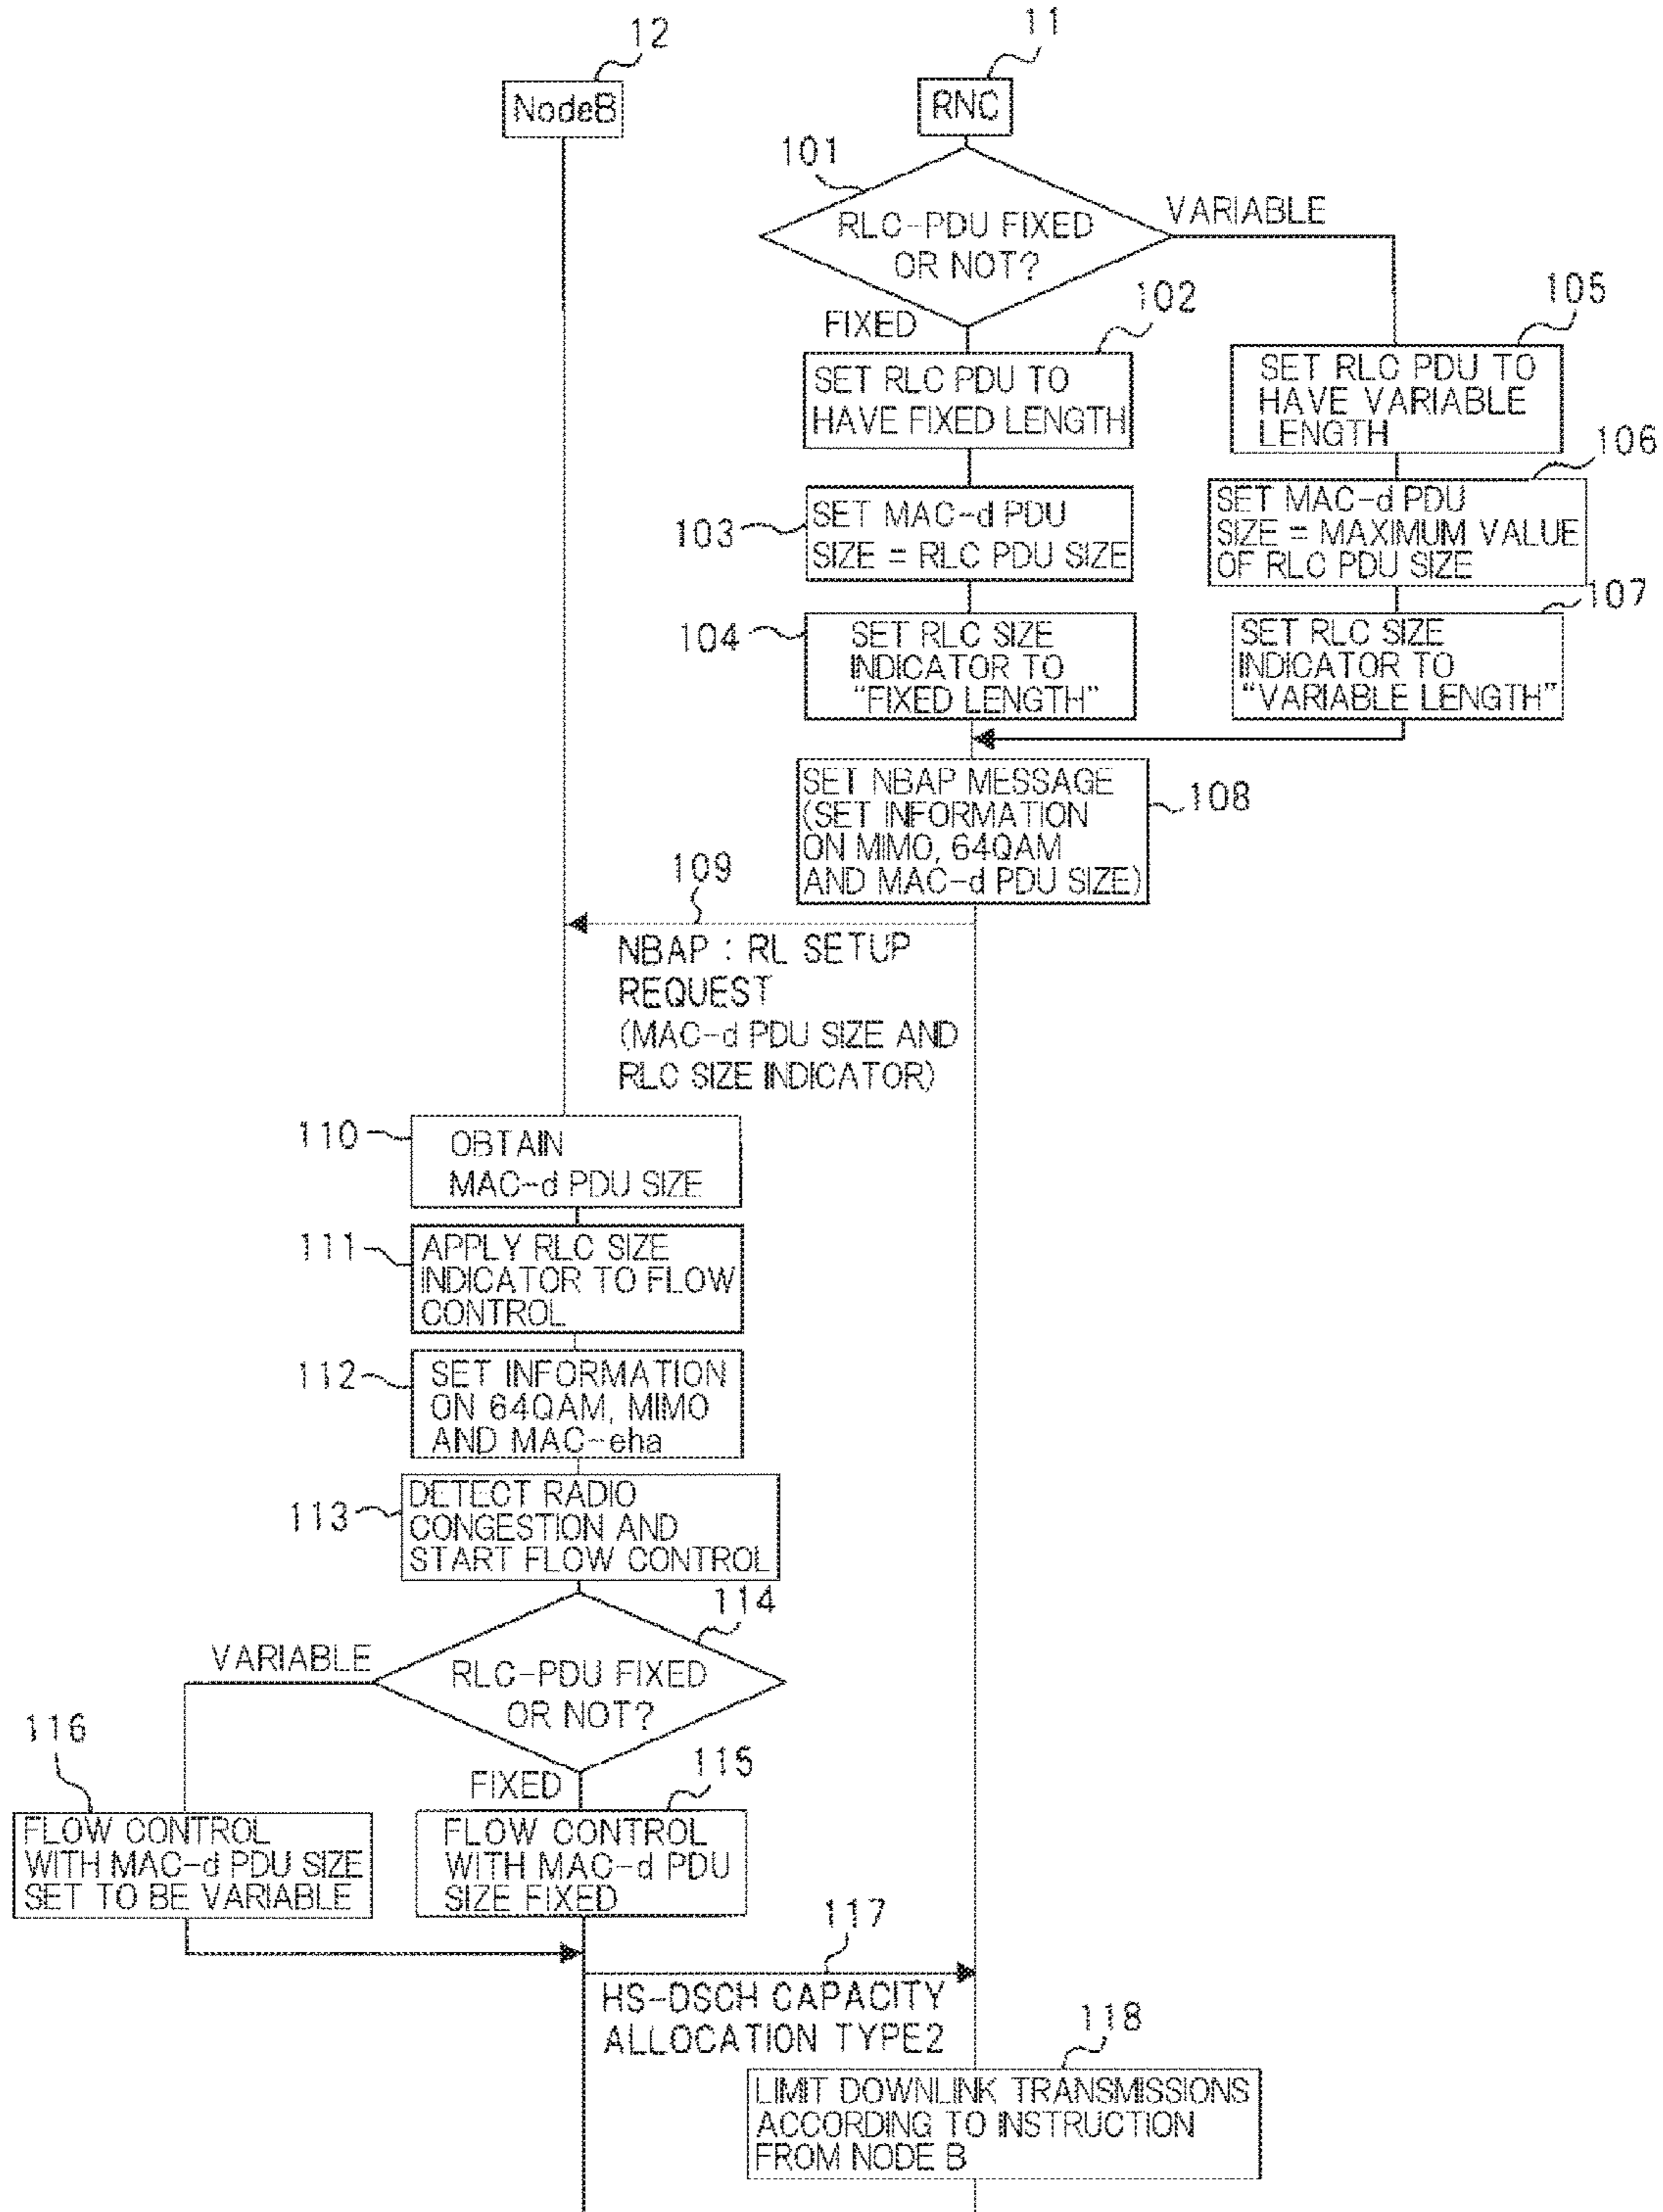 12
11
NodeB
RNC
101
RLC-PDU FIXED
OR NOT?
VARIABLE
FIXED
102
105
SET RLC PDU TO
HAVE FIXED LENGTH
SET RLC PDU TO
HAVE VARIABLE
LENGTH
106
103
SET MAC-d PDU
SIZE = RLC PDU SIZE
SET MAC-d PDU
SIZE = MAXIMUM VALUE
OF RLC PDU SIZE
107
104
SET RLC SIZE
INDICATOR TO
“FIXED LENGTH”
SET RLC SIZE
INDICATOR TO
“VARIABLE LENGTH”
SET NBAP MESSAGE
(SET INFORMATION
ON MIMO, 64QAM
AND MAC-d PDU SIZE)
108
109
NBAP : RL SETUP
REQUEST
(MAC-d PDU SIZE AND
RLC SIZE INDICATOR)
110
OBTAIN
MAC-d PDU SIZE
111
APPLY RLC SIZE
INDICATOR TO FLOW
CONTROL
112
SET INFORMATION
ON 64QAM, MIMO
AND MAC-eha
113
DETECT RADIO
CONGESTION AND
START FLOW CONTROL
114
VARIABLE
RLC-PDU FIXED
OR NOT?
116
FIXED
115
FLOW CONTROL
WITH MAC-d PDU SIZE
SET TO BE VARIABLE
FLOW CONTROL
WITH MAC-d PDU
SIZE FIXED
117
HS-DSCH CAPACITY
ALLOCATION TYPE2
118
LIMIT DOWNLINK TRANSMISSIONS
ACCORDING TO INSTRUCTION
FROM NODE B